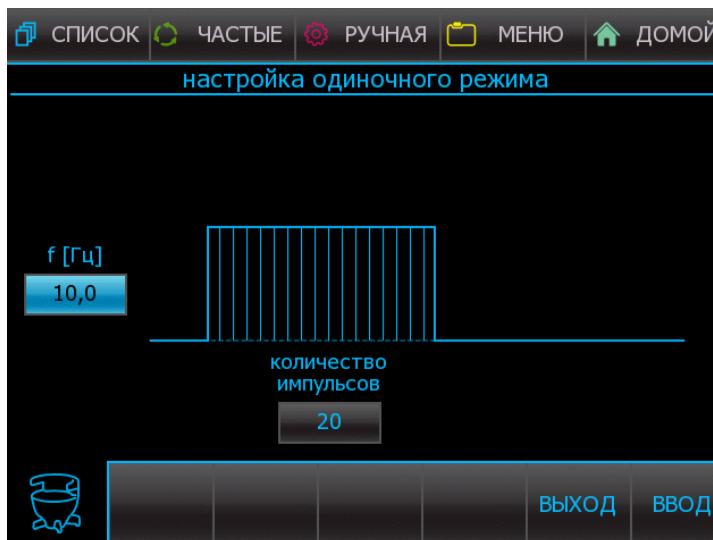 СПИСОК ЧАСТЫЕ РУЧНАЯ МЕНЮ ДОМОЙ
настройка одиночного режима
f [Гц]
10,0
количество
импульсов
20
ВЫХОД ВВОД